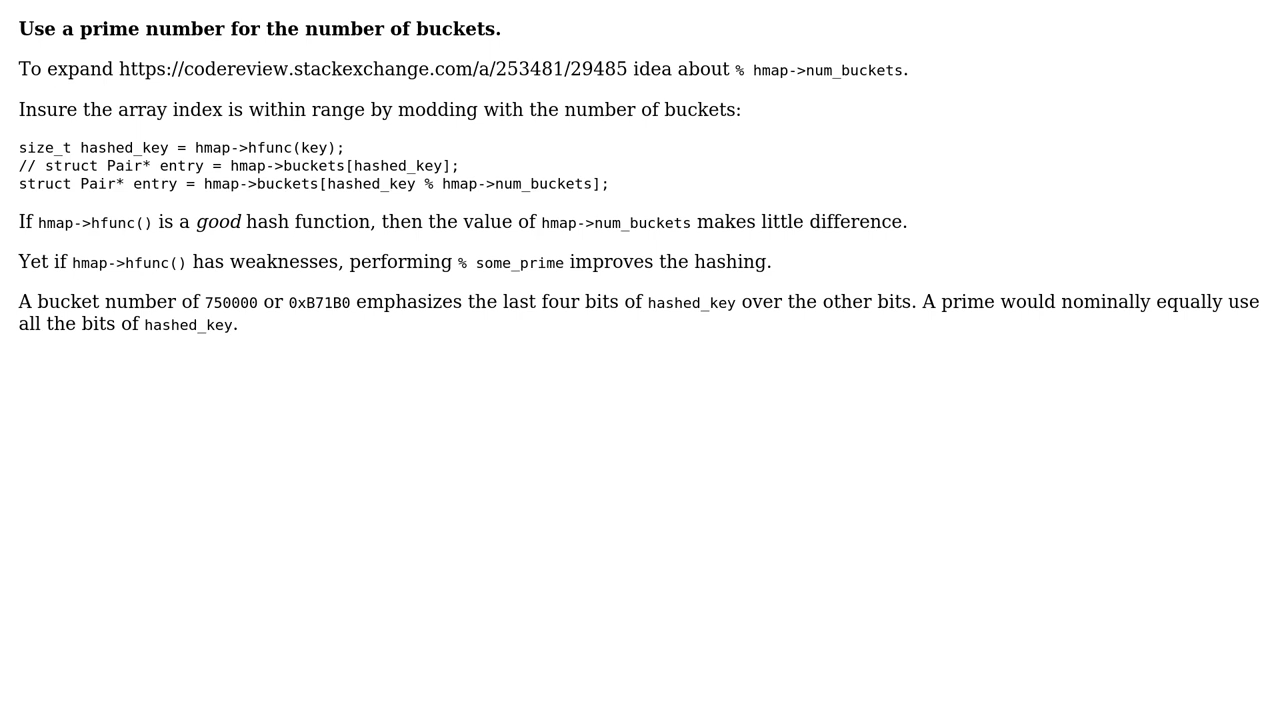 Use a prime number for the number of buckets.
To expand https://codereview.stackexchange.com/a/253481/29485 idea about % hmap->num_buckets.
Insure the array index is within range by modding with the number of buckets:
size_t hashed_key = hmap->hfunc(key);
// struct Pair* entry = hmap->buckets[hashed_key];
struct Pair* entry = hmap->buckets[hashed_key % hmap->num_buckets];
If hmap->hfunc() is a good hash function, then the value of hmap->num_buckets makes little difference.
Yet if hmap->hfunc() has weaknesses, performing % some_prime improves the hashing.
A bucket number of 750000 or 0xB71B0 emphasizes the last four bits of hashed_key over the other bits. A prime would nominally equally use
all the bits of hashed_key.